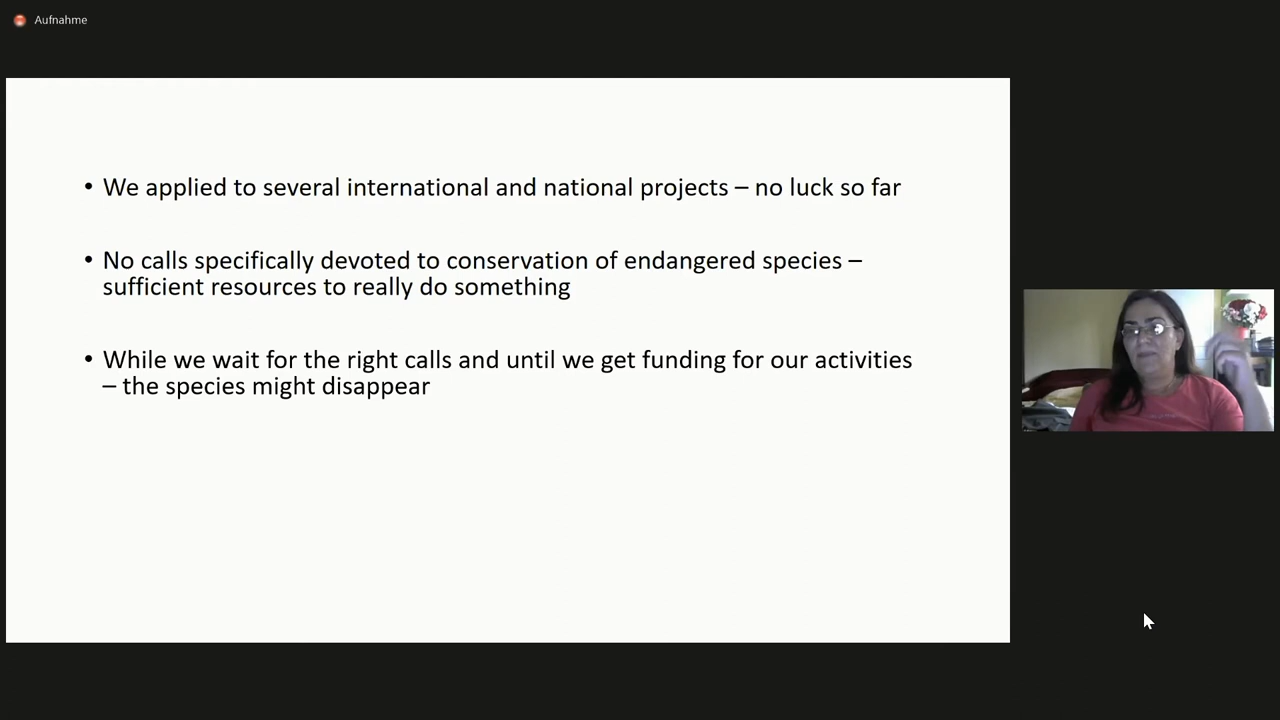 Aufnahme
• We applied to several international and national projects – no luck so far
• No calls specifically devoted to conservation of endangered species –
sufficient resources to really do something
• While we wait for the right calls and until we get funding for our activities
– the species might disappear